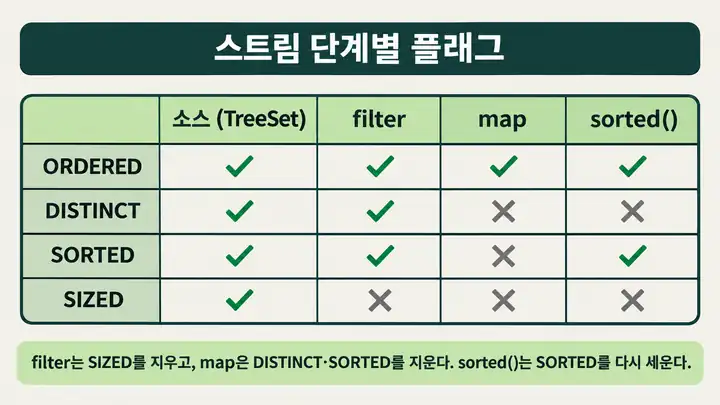 스트림 단계별 플래그
소스 (TreeSet) filter map sorted()
ORDERED ✓ ✓ ✓ ✓
DISTINCT ✓ ✓ ✕ ✕
SORTED ✓ ✓ ✕ ✓
SIZED ✓ ✕ ✕ ✕
filter는 SIZED를 지우고, map은 DISTINCT·SORTED를 지운다. sorted()는 SORTED를 다시 세운다.